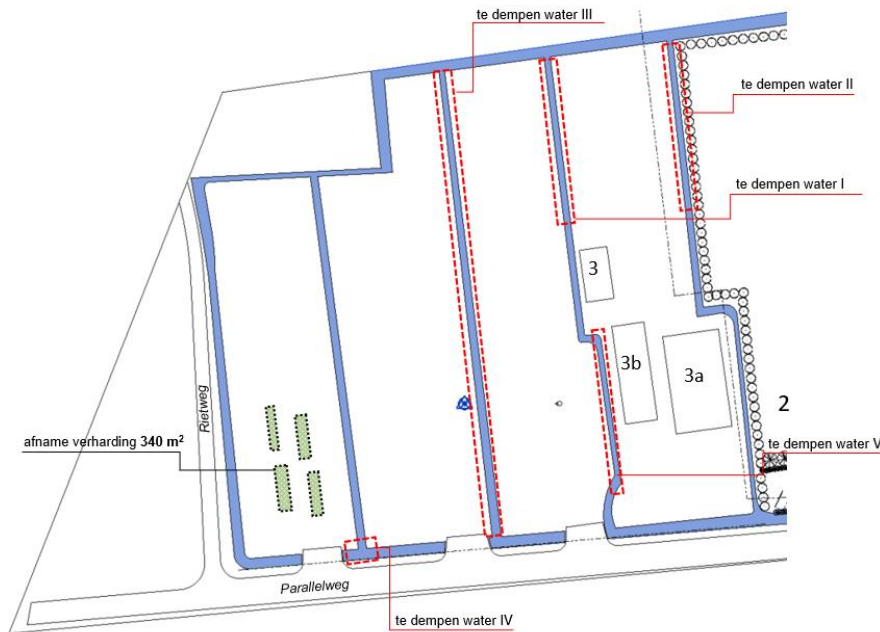 te dempen water III
te dempen water II
te dempen water I
3
3b
3a
2
Rietweg
afname verharding 340 m²
te dempen water V
Parallelweg
te dempen water IV